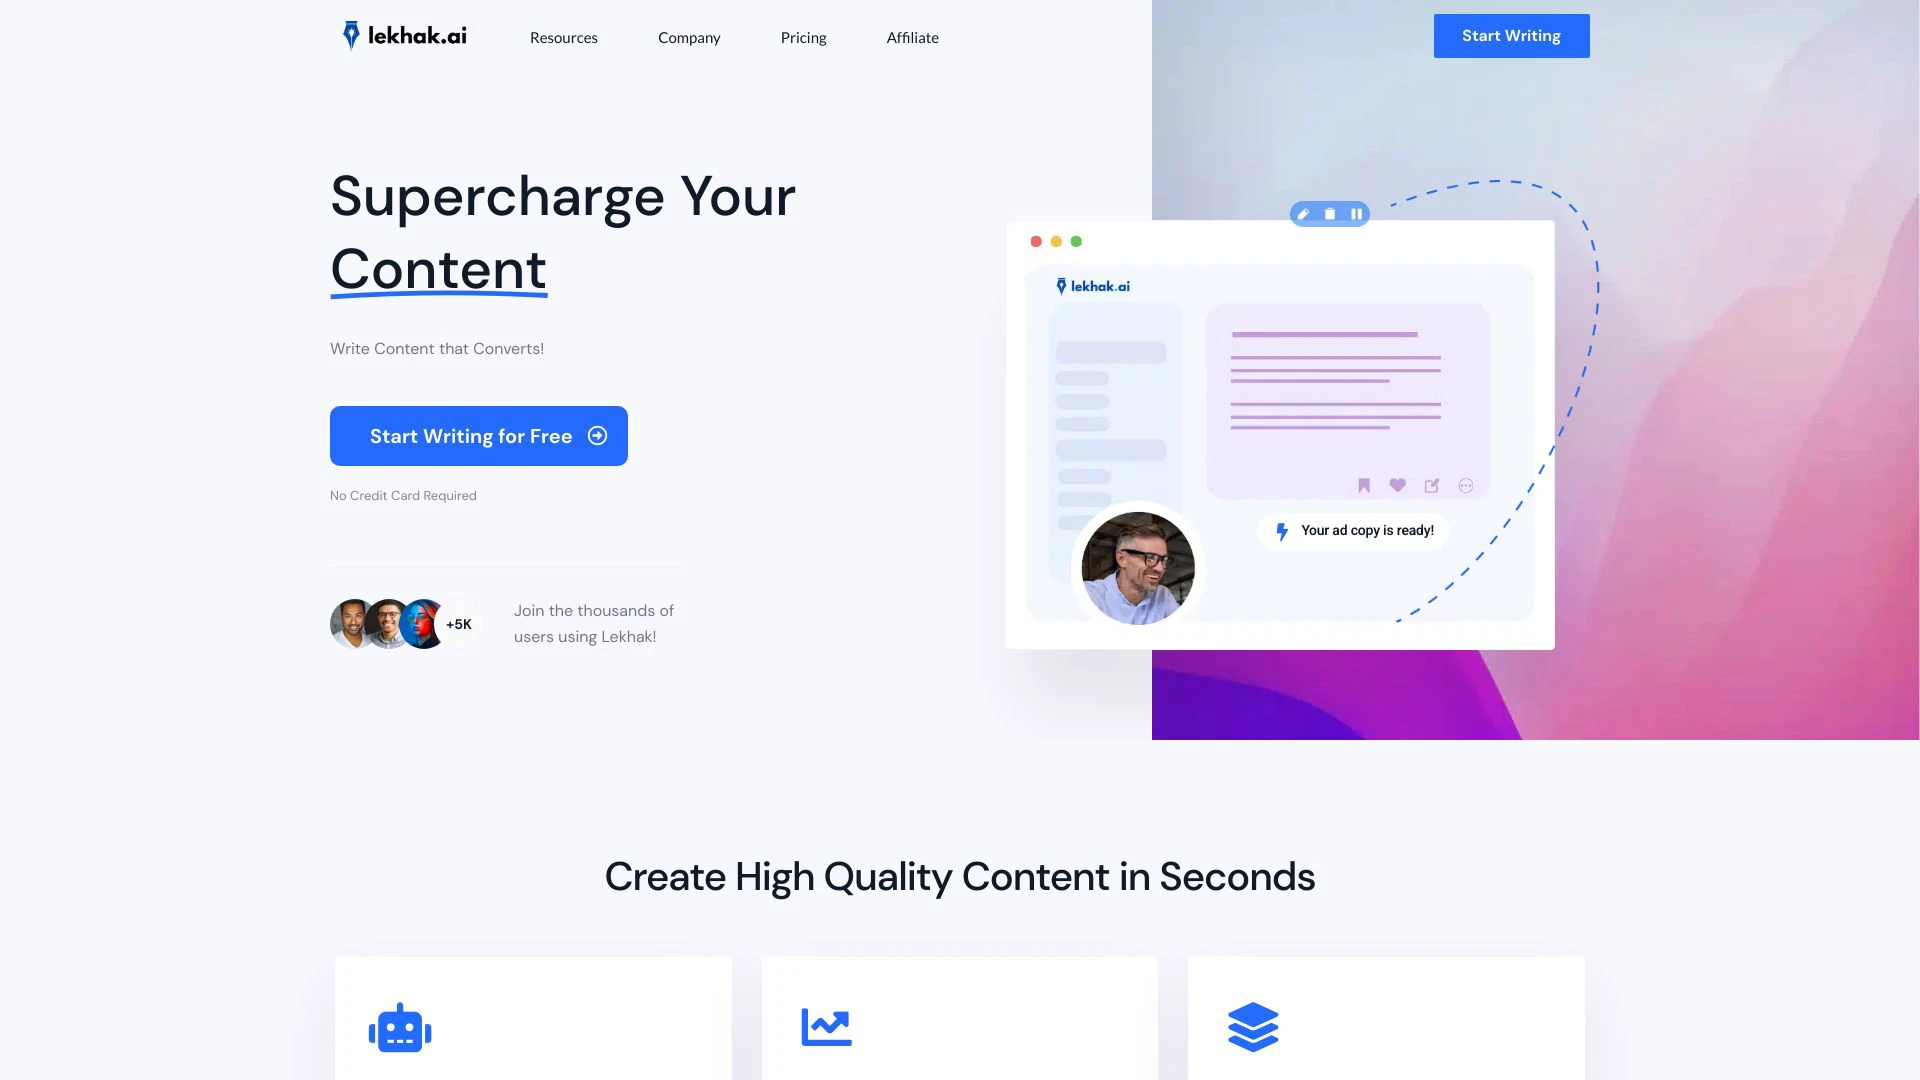 lekhak.ai
Resources
Company
Pricing
Affiliate
Start Writing
Supercharge Your
Content
Write Content that Converts!
Start Writing for Free
No Credit Card Required
+5K
Join the thousands of
users using Lekhak!
lekhak.ai
Your ad copy is ready!
Create High Quality Content in Seconds